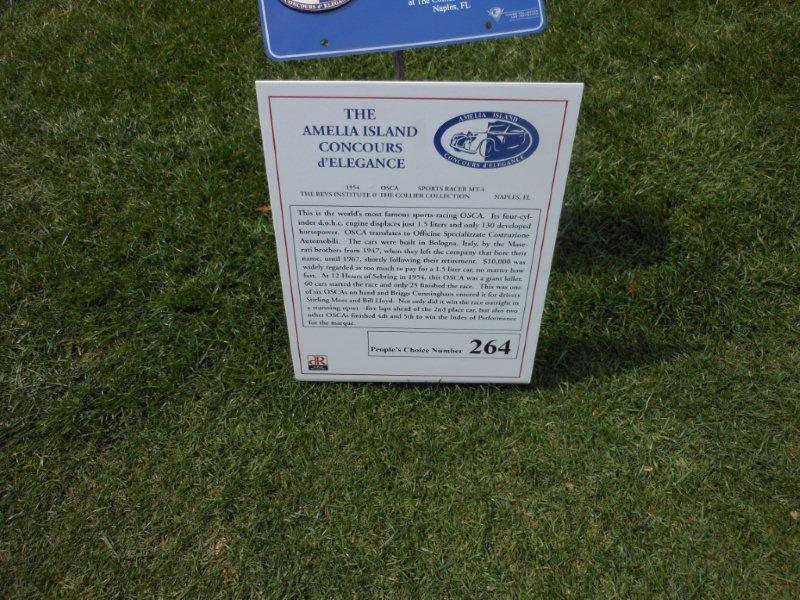 CONCOURS d'ELEGANCE
at The
Naples, FL
THE
AMELIA ISLAND
CONCOURS
d'ELEGANCE
AMELIA ISLAND
CONCOURS d'ELEGANCE
1954 OSCA SPORTS RACER MT-4
THE REVS INSTITUTE @ THE COLLIER COLLECTION NAPLES, FL
This is the world's most famous sports-racing OSCA. Its four-cyl-
inder d.o.h.c. engine displaces just 1.5 liters and only 130 developed
horsepower. OSCA translates to Officine Specializzate Costruzione
Automobili. The cars were built in Bologna, Italy, by the Mase-
rati brothers from 1947, when they left the company that bore their
name, until 1967, shortly following their retirement. $10,000 was
widely regarded as too much to pay for a 1.5 liter car, no matter how
fast. At 12 Hours of Sebring in 1954, this OSCA was a giant killer.
60 cars started the race and only 25 finished the race. This was one
of six OSCAs on hand and Briggs Cunningham entered it for drivers
Stirling Moss and Bill Lloyd. Not only did it win the race outright in
a stunning upset—five laps ahead of the 2nd place car, but also two
other OSCAs finished 4th and 5th to win the Index of Performance
for the marque.
People's Choice Number 264